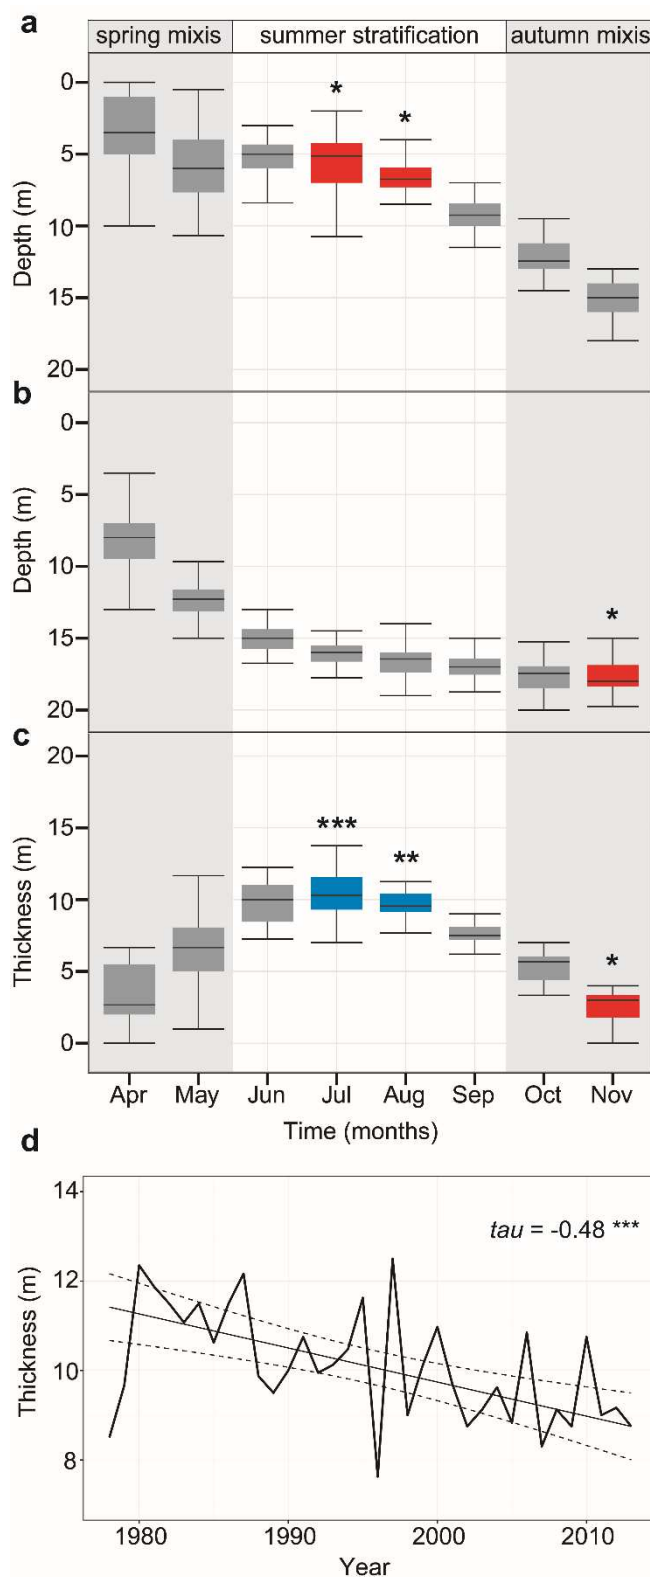 a
spring mixis summer stratification autumn mixis
0
5
10
15
20
Depth (m)
*
*
b
0
5
10
15
20
Depth (m)
*
c
20
15
10
5
0
Thickness (m)
***
**
*
Apr May Jun Jul Aug Sep Oct Nov
Time (months)
d
14
12
10
8
Thickness (m)
tau = -0.48 ***
1980 1990 2000 2010
Year